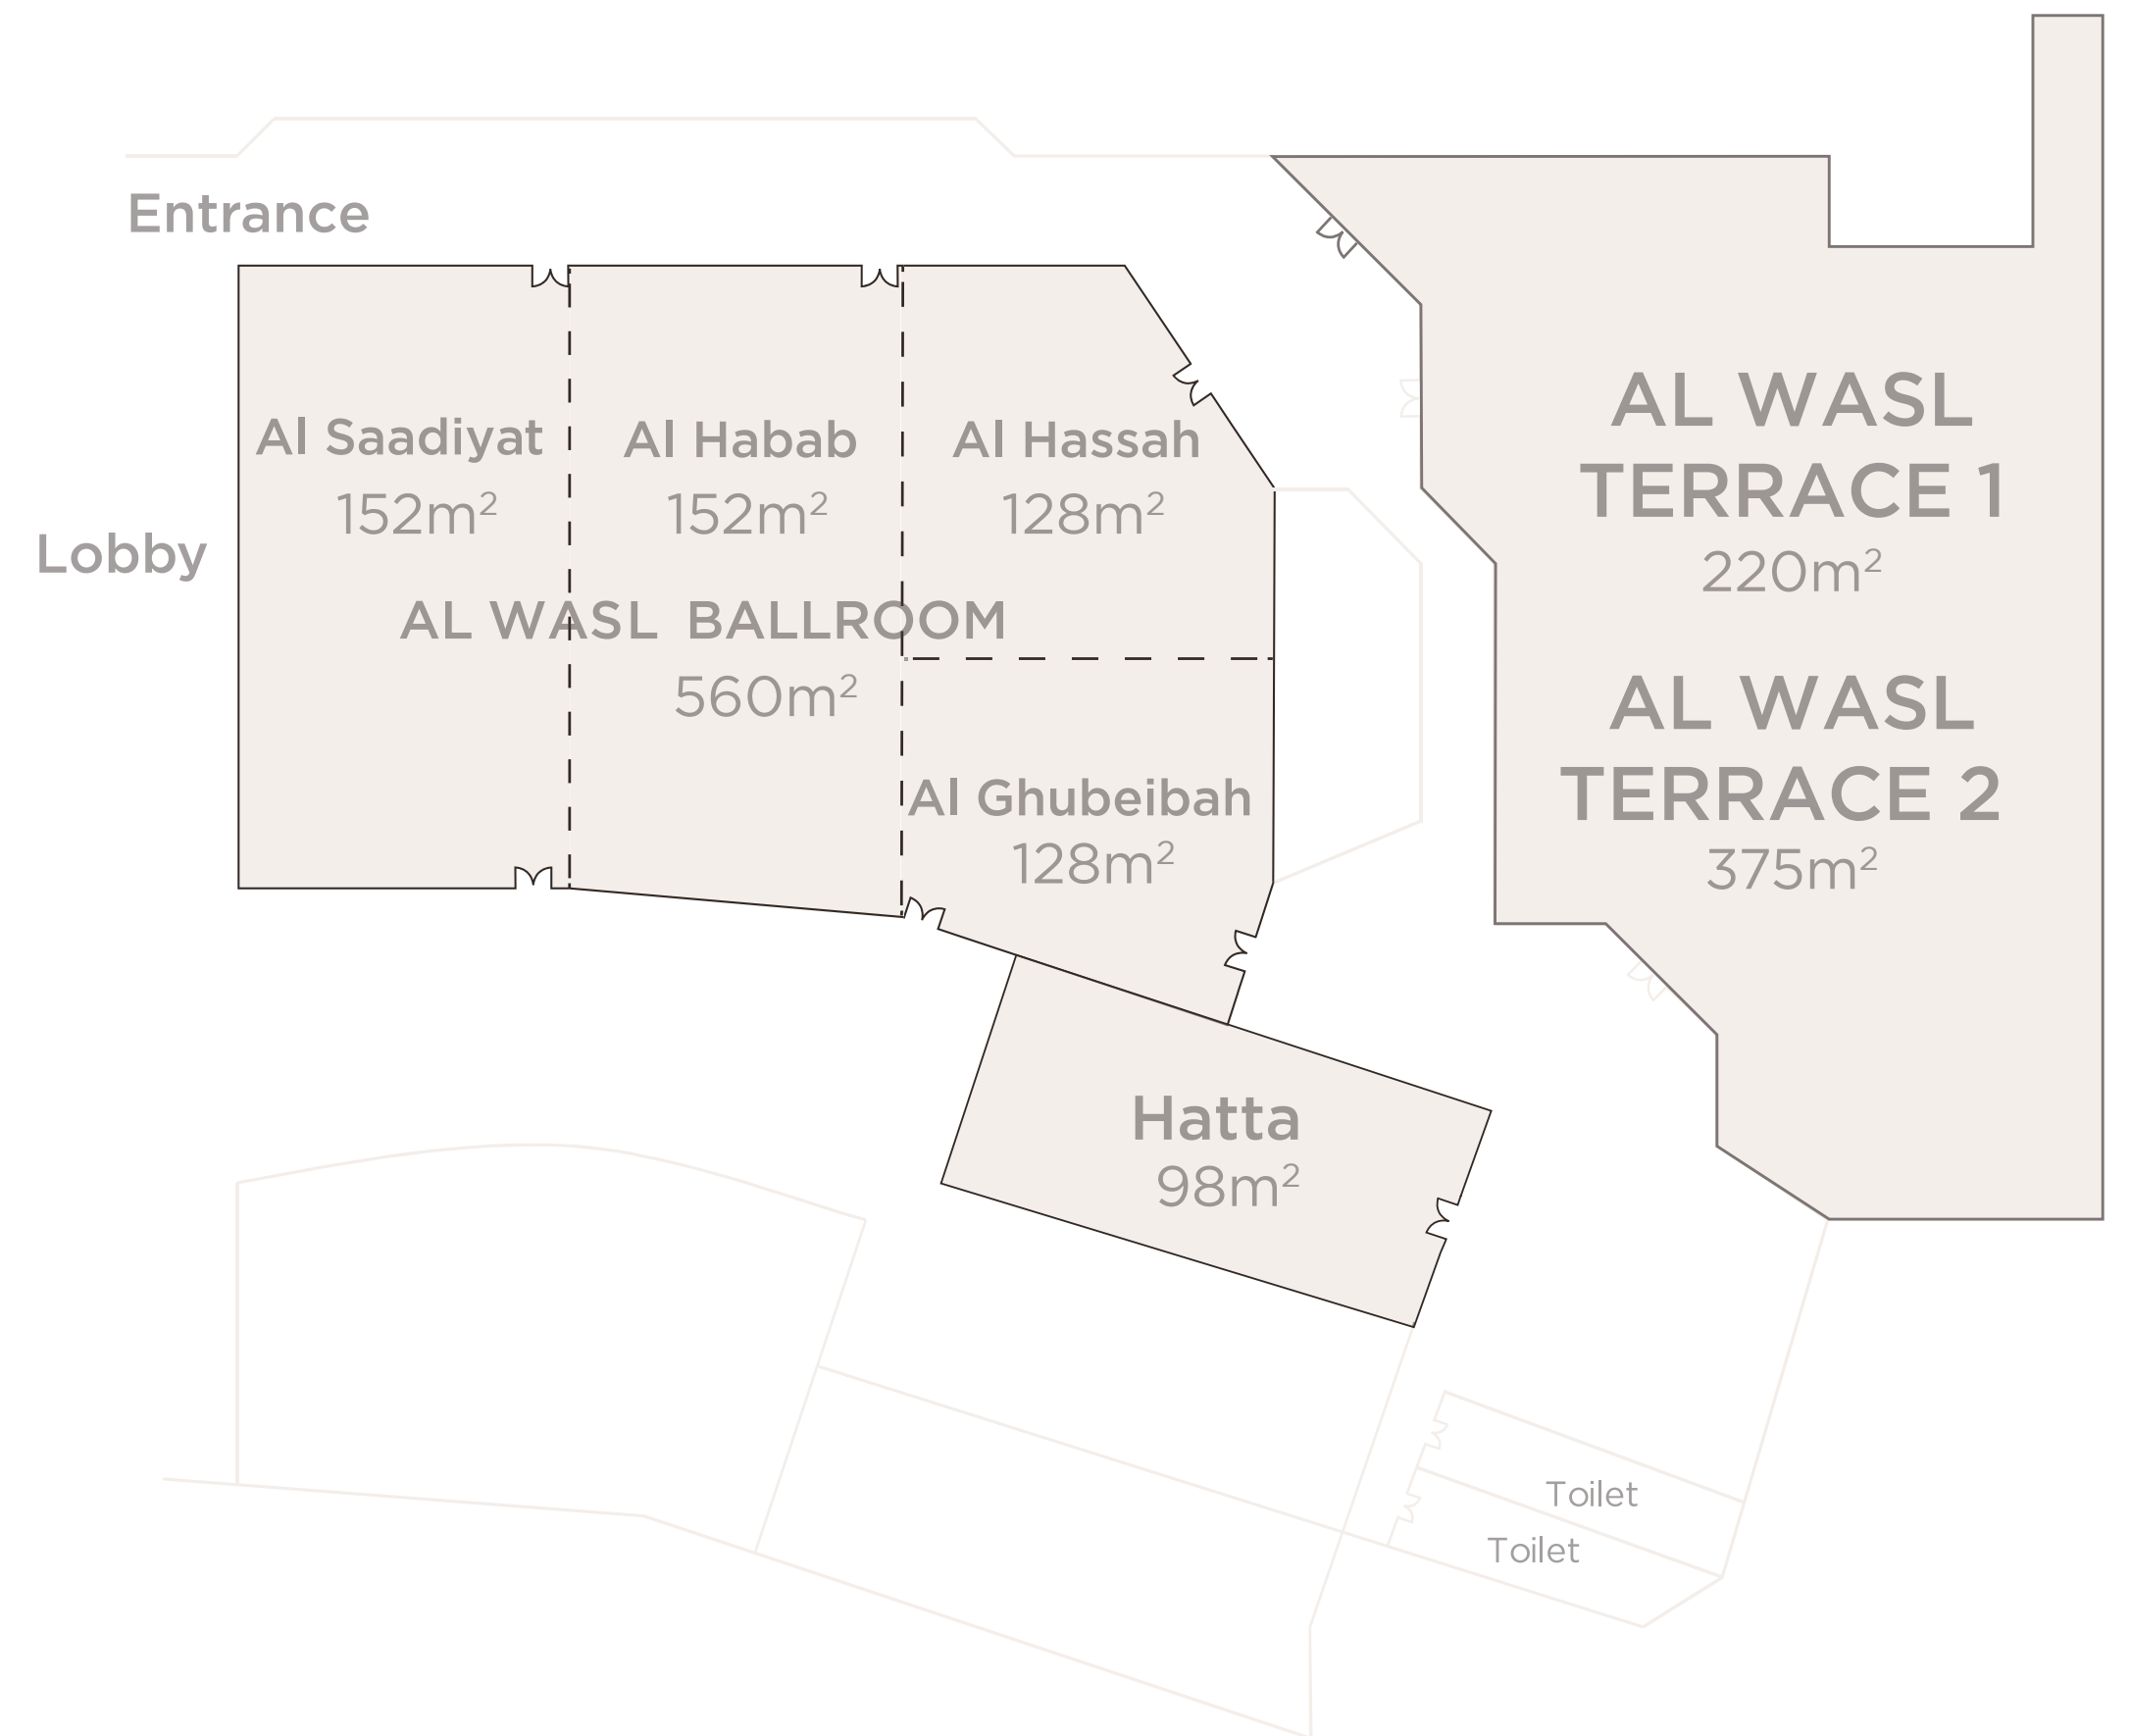 Entrance
Lobby
Al Saadiyat
152m²
Al Habab
152m²
Al Hassah
128m²
AL WASL BALLROOM
560m²
Al Ghubeibah
128m²
AL WASL
TERRACE 1
220m²
AL WASL
TERRACE 2
375m²
Hatta
98m²
Toilet
Toilet